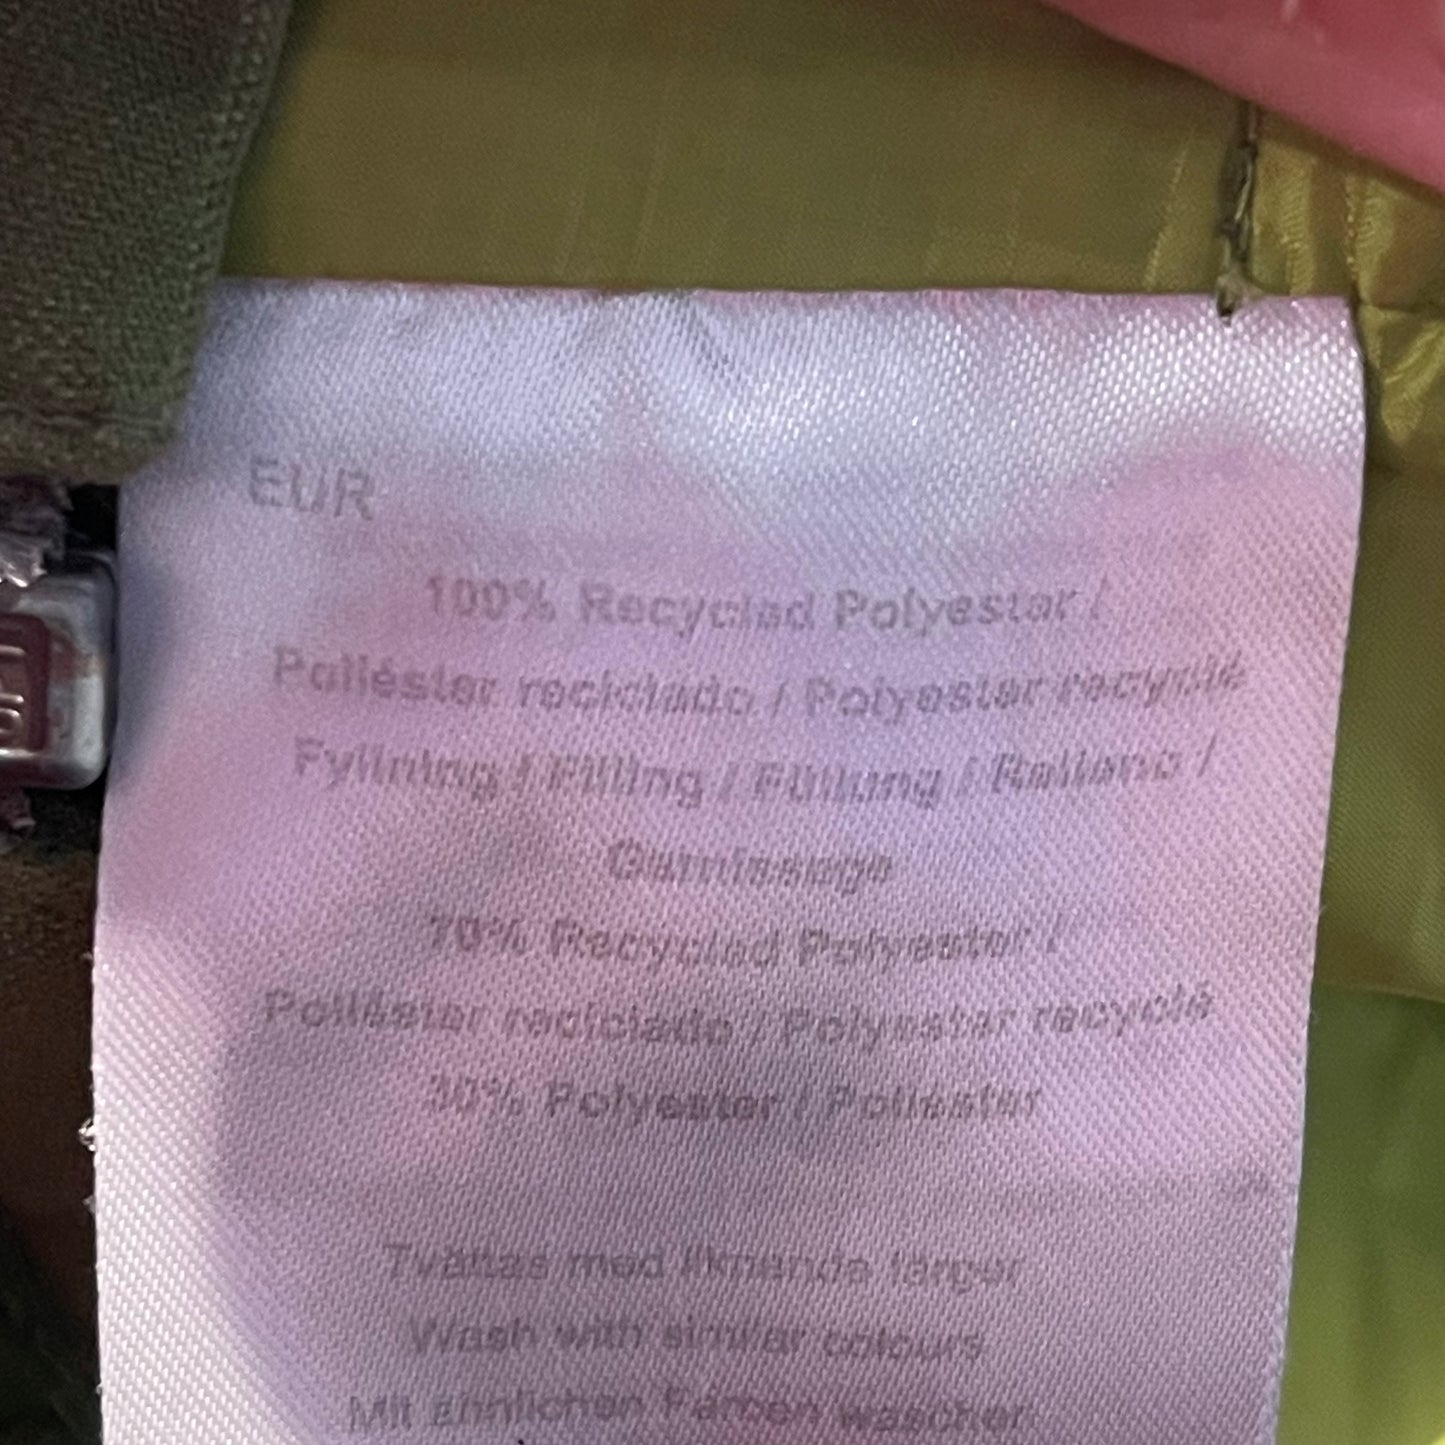 EUR
100% Recycled Polyester /
Poliéster reciclado / Polyester recyclé
Fyllning / Filling / Füllung / Relleno /
Garnissage
70% Recycled Polyester /
Poliéster reciclado / Polyester recyclé
30% Polyester / Poliéster
Tvättas med liknande färger
Wash with similar colours
Mit ähnlichen Farben waschen